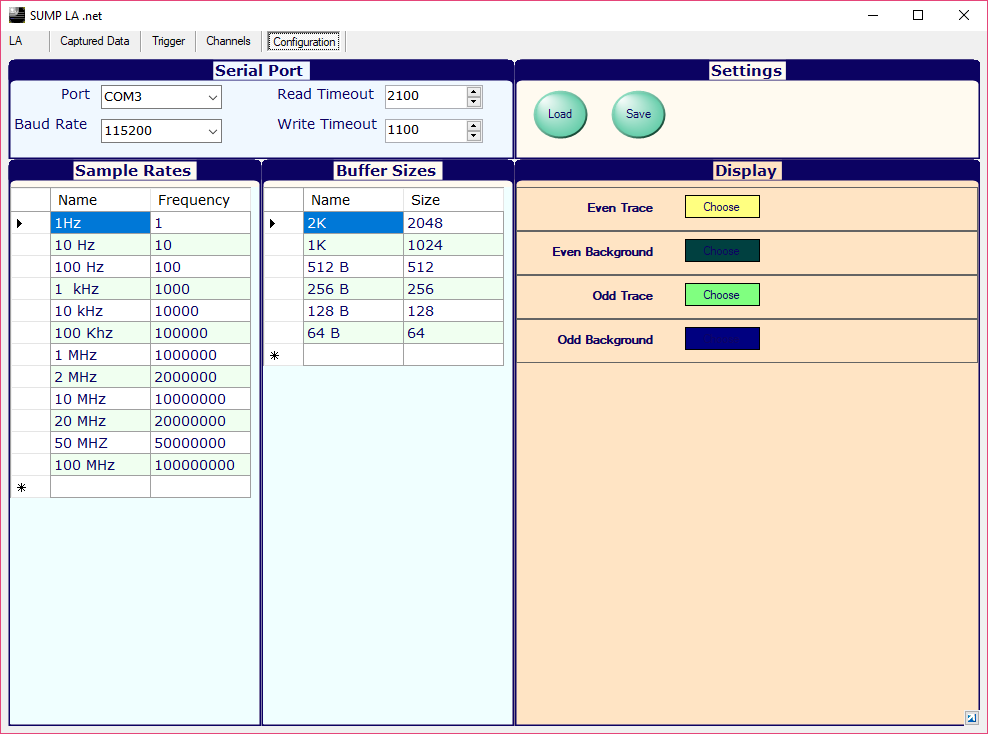 SUMP LA .net
LA Captured Data Trigger Channels Configuration
Serial Port
Port COM3
Baud Rate 115200
Read Timeout 2100
Write Timeout 1100
Settings
Load Save
Sample Rates
Name Frequency
1Hz 1
10 Hz 10
100 Hz 100
1  kHz 1000
10 kHz 10000
100 Khz 100000
1 MHz 1000000
2 MHz 2000000
10 MHz 10000000
20 MHz 20000000
50 MHZ 50000000
100 MHz 100000000
*
Buffer Sizes
Name Size
2K 2048
1K 1024
512 B 512
256 B 256
128 B 128
64 B 64
*
Display
Even Trace Choose
Even Background Choose
Odd Trace Choose
Odd Background